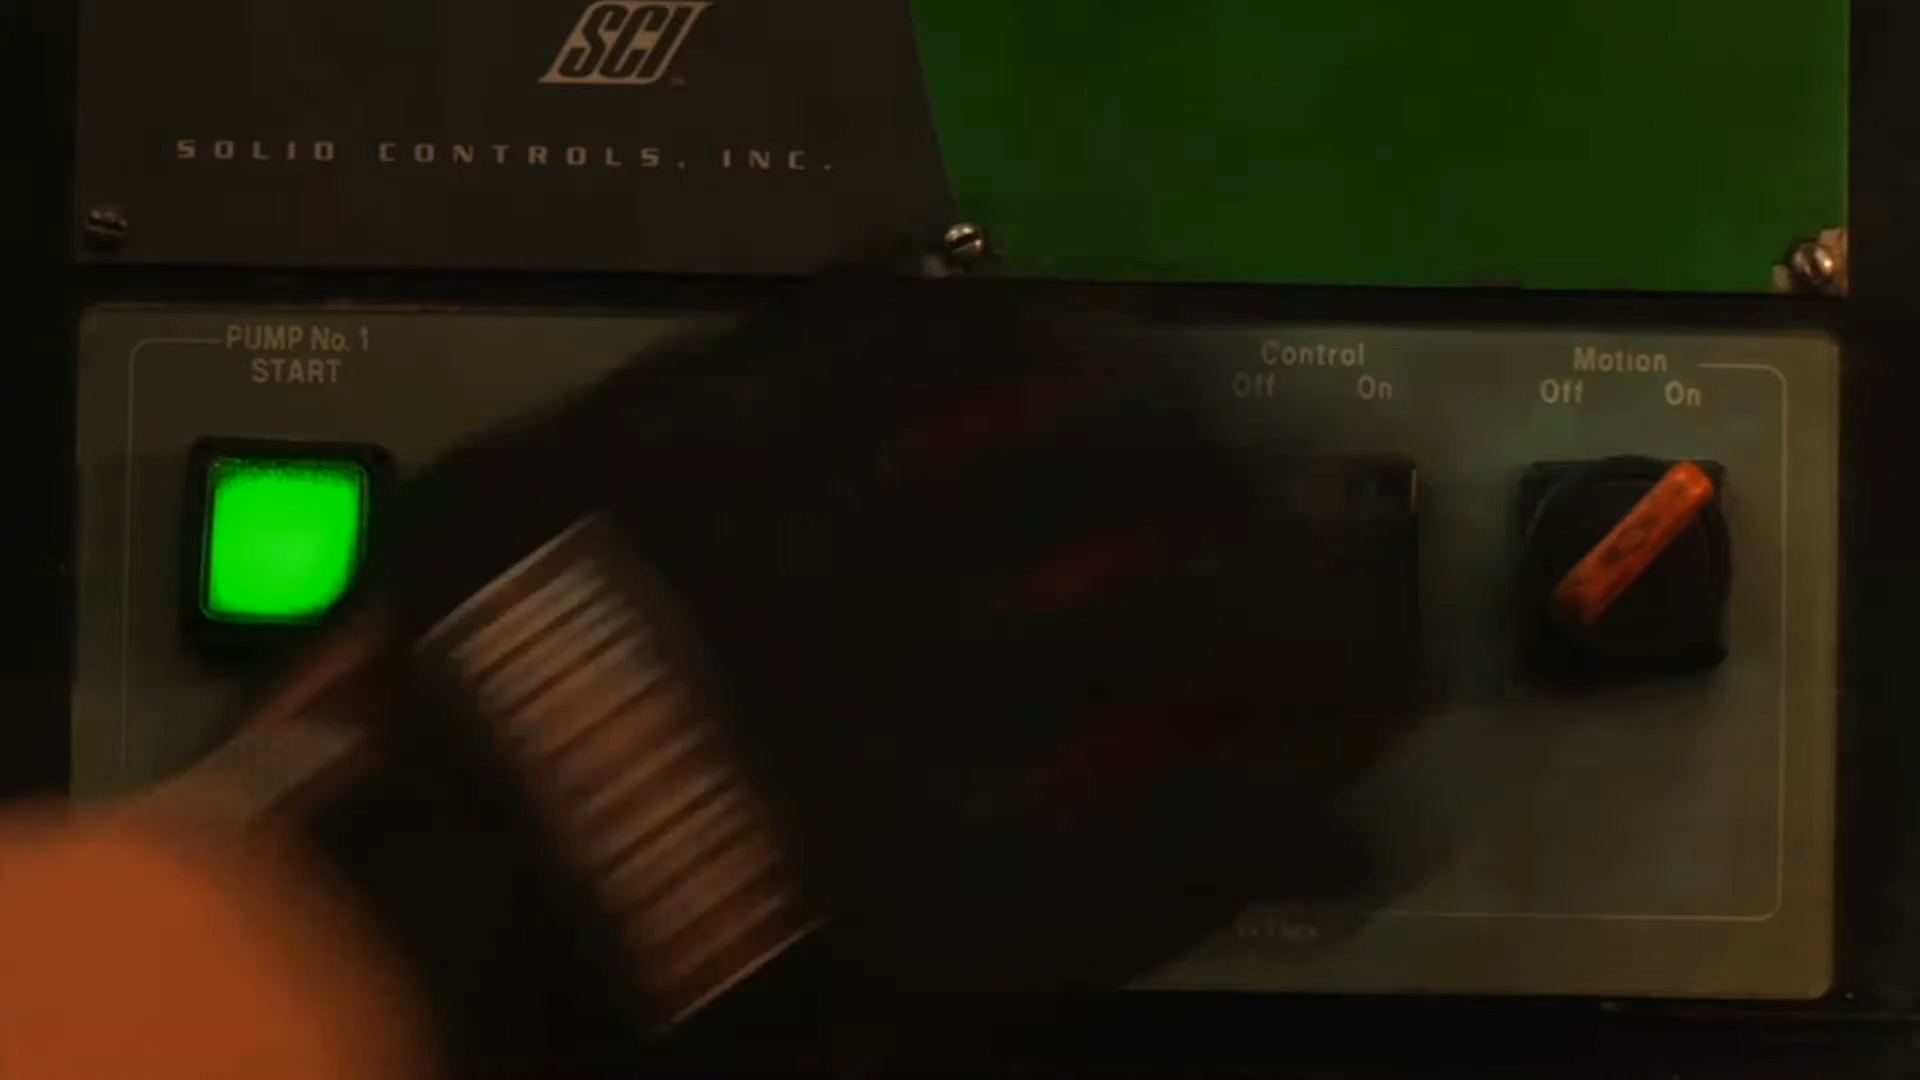 SCI
SOLID CONTROLS, INC.
PUMP No. 1
START
Control
Off On
Motion
Off On